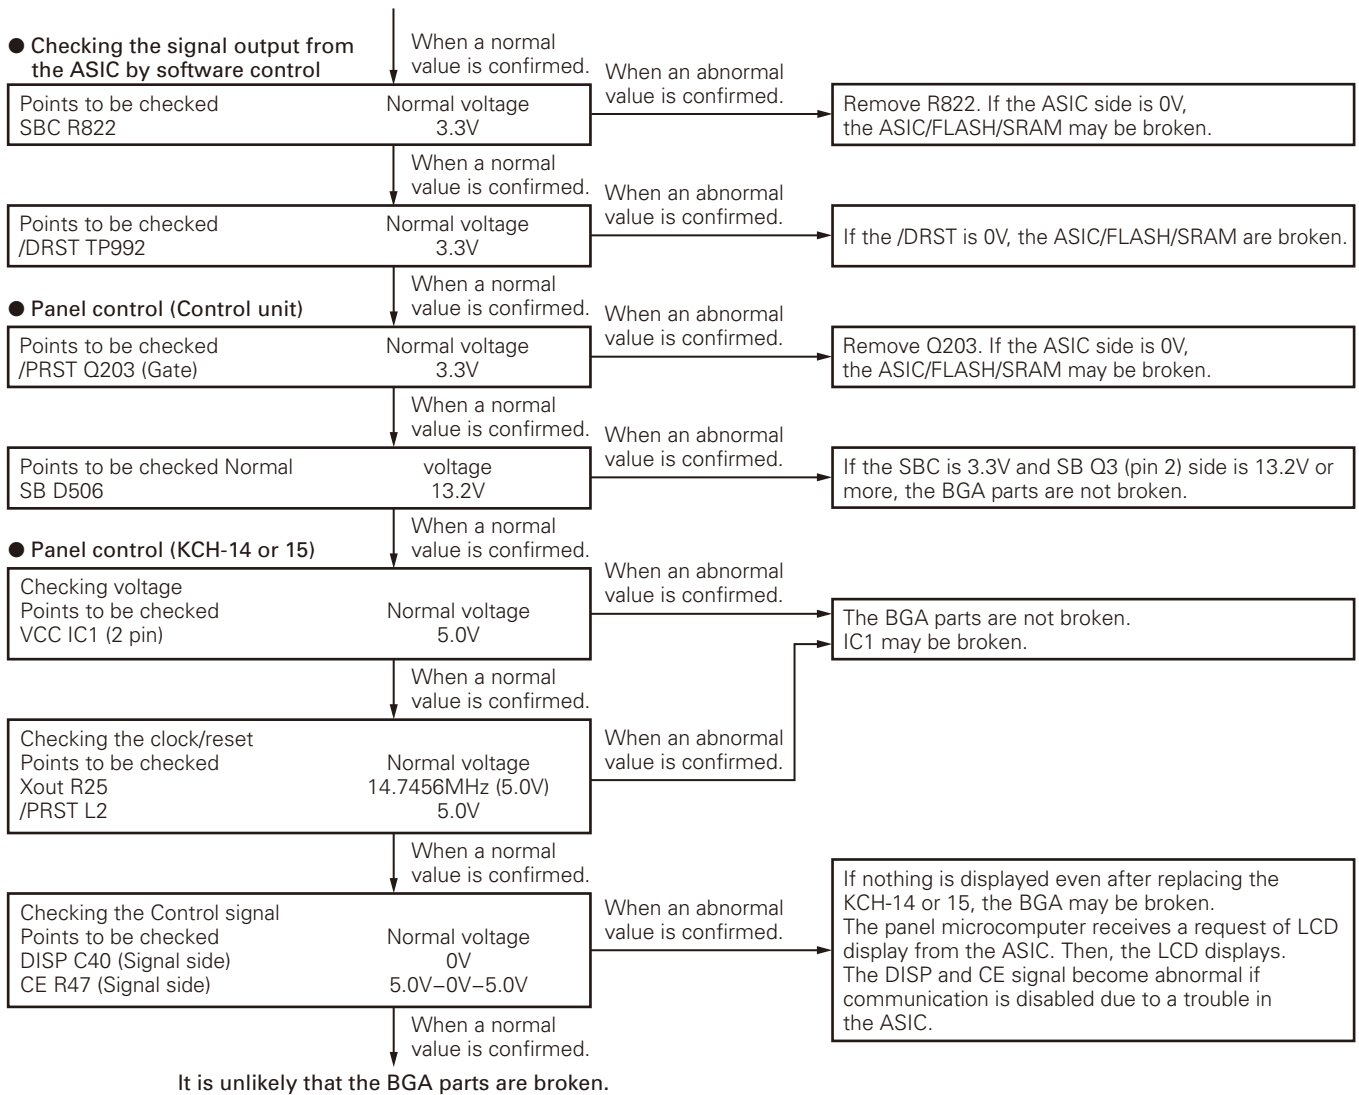 ● Checking the signal output from
the ASIC by software control
When a normal
value is confirmed.
When an abnormal
value is confirmed.
Points to be checked Normal voltage
SBC R822 3.3V
Remove R822. If the ASIC side is 0V,
the ASIC/FLASH/SRAM may be broken.
When a normal
value is confirmed.
When an abnormal
value is confirmed.
Points to be checked Normal voltage
/DRST TP992 3.3V
If the /DRST is 0V, the ASIC/FLASH/SRAM are broken.
When a normal
value is confirmed.
● Panel control (Control unit)
When an abnormal
value is confirmed.
Points to be checked Normal voltage
/PRST Q203 (Gate) 3.3V
Remove Q203. If the ASIC side is 0V,
the ASIC/FLASH/SRAM may be broken.
When a normal
value is confirmed.
When an abnormal
value is confirmed.
Points to be checked Normal voltage
SB D506 13.2V
If the SBC is 3.3V and SB Q3 (pin 2) side is 13.2V or
more, the BGA parts are not broken.
When a normal
value is confirmed.
● Panel control (KCH-14 or 15)
When an abnormal
value is confirmed.
Checking voltage
Points to be checked Normal voltage
VCC IC1 (2 pin) 5.0V
The BGA parts are not broken.
IC1 may be broken.
When a normal
value is confirmed.
When an abnormal
value is confirmed.
Checking the clock/reset
Points to be checked Normal voltage
Xout R25 14.7456MHz (5.0V)
/PRST L2 5.0V
When a normal
value is confirmed.
When an abnormal
value is confirmed.
Checking the Control signal
Points to be checked Normal voltage
DISP C40 (Signal side) 0V
CE R47 (Signal side) 5.0V–0V–5.0V
If nothing is displayed even after replacing the
KCH-14 or 15, the BGA may be broken.
The panel microcomputer receives a request of LCD
display from the ASIC. Then, the LCD displays.
The DISP and CE signal become abnormal if
communication is disabled due to a trouble in
the ASIC.
When a normal
value is confirmed.
It is unlikely that the BGA parts are broken.